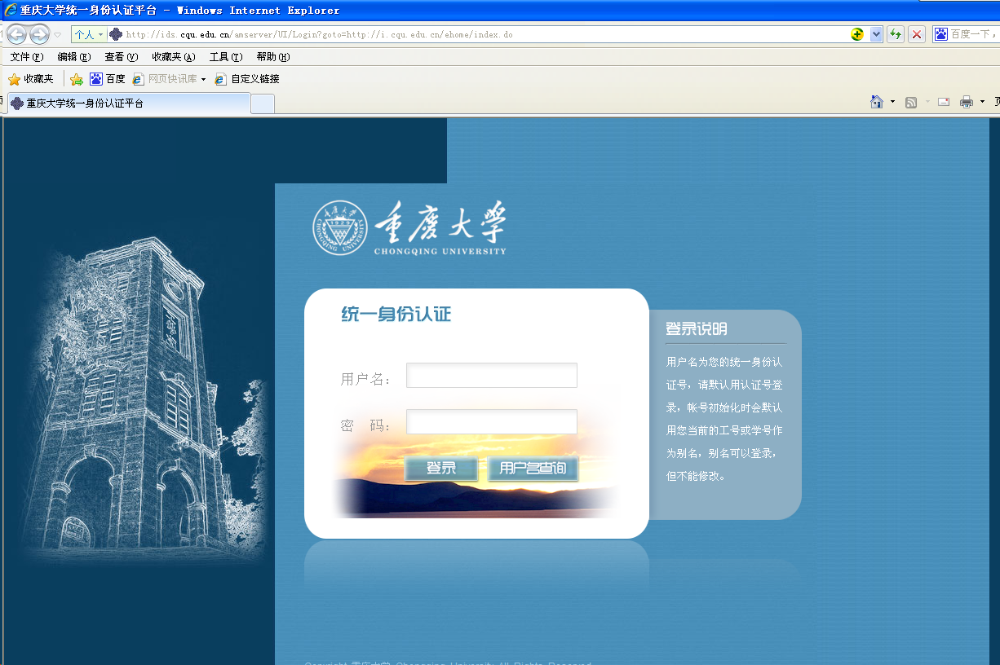 重庆大学统一身份认证平台 - Windows Internet Explorer
个人 http://ids.cqu.edu.cn/amserver/UI/Login?goto=http://i.cqu.edu.cn/ehome/index.do 百度一下，
文件(F) 编辑(E) 查看(V) 收藏夹(A) 工具(T) 帮助(H)
收藏夹 百度 网页快讯库 自定义链接
重庆大学统一身份认证平台
重庆大学
CHONGQING UNIVERSITY
1929
CHONGQING UNIVERSITY
统一身份认证
用户名：
密 码：
登录 用户名查询
登录说明
用户名为您的统一身份认
证号，请默认用认证号登
录，帐号初始化时会默认
用您当前的工号或学号作
为别名，别名可以登录，
但不能修改。
Copyright 重庆大学 Chongqing University All Rights Reserved